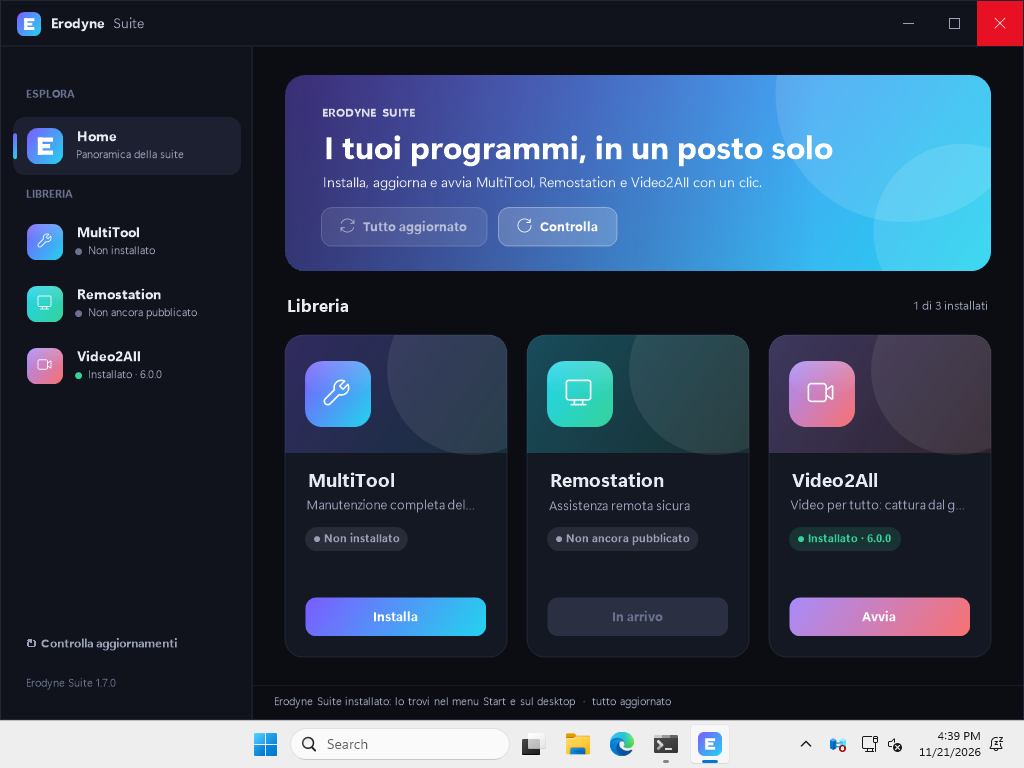 Erodyne Suite
ESPLORA
Home
Panoramica della suite
LIBRERIA
MultiTool
Non installato
Remostation
Non ancora pubblicato
Video2All
Installato · 6.0.0
Controlla aggiornamenti
Erodyne Suite 1.7.0
ERODYNE SUITE
I tuoi programmi, in un posto solo
Installa, aggiorna e avvia MultiTool, Remostation e Video2All con un clic.
Tutto aggiornato
Controlla
Libreria
1 di 3 installati
MultiTool
Manutenzione completa del...
Non installato
Installa
Remostation
Assistenza remota sicura
Non ancora pubblicato
In arrivo
Video2All
Video per tutto: cattura dal g...
Installato · 6.0.0
Avvia
Erodyne Suite installato: lo trovi nel menu Start e sul desktop · tutto aggiornato
Search
4:39 PM
11/21/2026